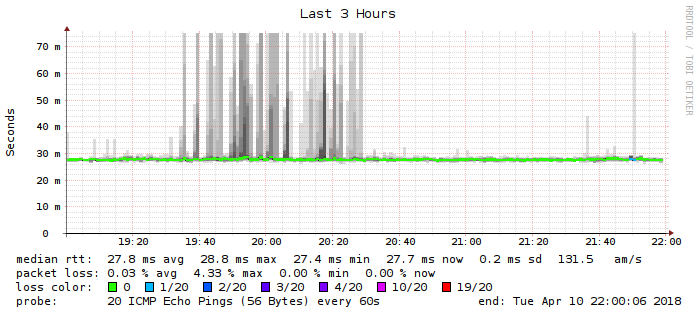 Last 3 Hours
RRDTOOL / TOBI OETIKER
Seconds
70 m
60 m
50 m
40 m
30 m
20 m
10 m
0
19:20 19:40 20:00 20:20 20:40 21:00 21:20 21:40 22:00
median rtt: 27.8 ms avg 28.8 ms max 27.4 ms min 27.7 ms now 0.2 ms sd 131.5 am/s
packet loss: 0.03 % avg 4.33 % max 0.00 % min 0.00 % now
loss color: 0 1/20 2/20 3/20 4/20 10/20 19/20
probe: 20 ICMP Echo Pings (56 Bytes) every 60s end: Tue Apr 10 22:00:06 2018